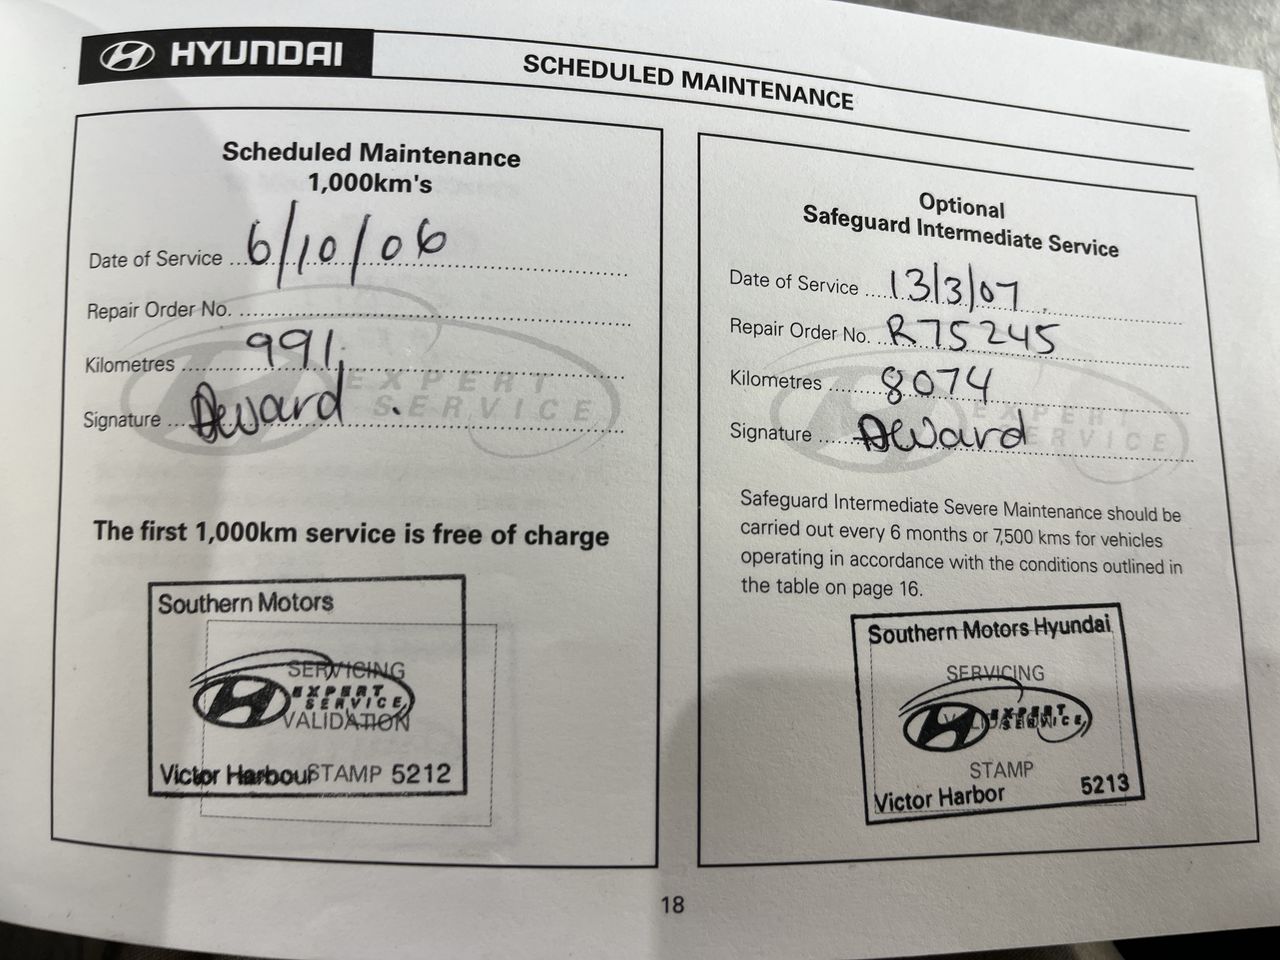 HYUNDAI
SCHEDULED MAINTENANCE
Scheduled Maintenance
1,000km's
Date of Service 6/10/06
Repair Order No.
Kilometres 991
Signature Award
EXPERT
SERVICE
The first 1,000km service is free of charge
Southern Motors
SERVICING
EXPERT
SERVICE
VALIDATION
Victor Harbour STAMP 5212
Optional
Safeguard Intermediate Service
Date of Service 13/3/07
Repair Order No. R75245
Kilometres 8074
Signature Award
EXPERT
SERVICE
Safeguard Intermediate Severe Maintenance should be
carried out every 6 months or 7,500 kms for vehicles
operating in accordance with the conditions outlined in
the table on page 16.
Southern Motors Hyundai
SERVICING
VALIDATION
EXPERT
SERVICE
STAMP
Victor Harbor 5213
18